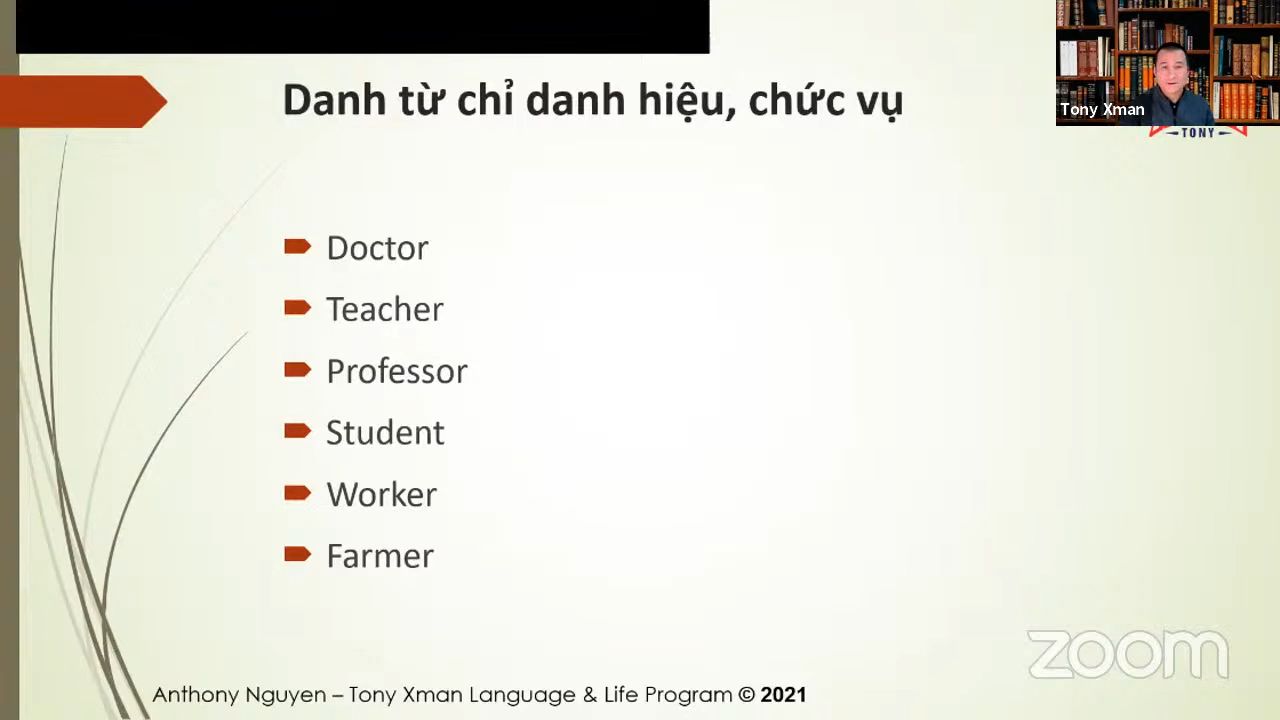 Danh từ chỉ danh hiệu, chức vụ
Tony Xman
TONY
Doctor
Teacher
Professor
Student
Worker
Farmer
zoom
Anthony Nguyen – Tony Xman Language & Life Program © 2021